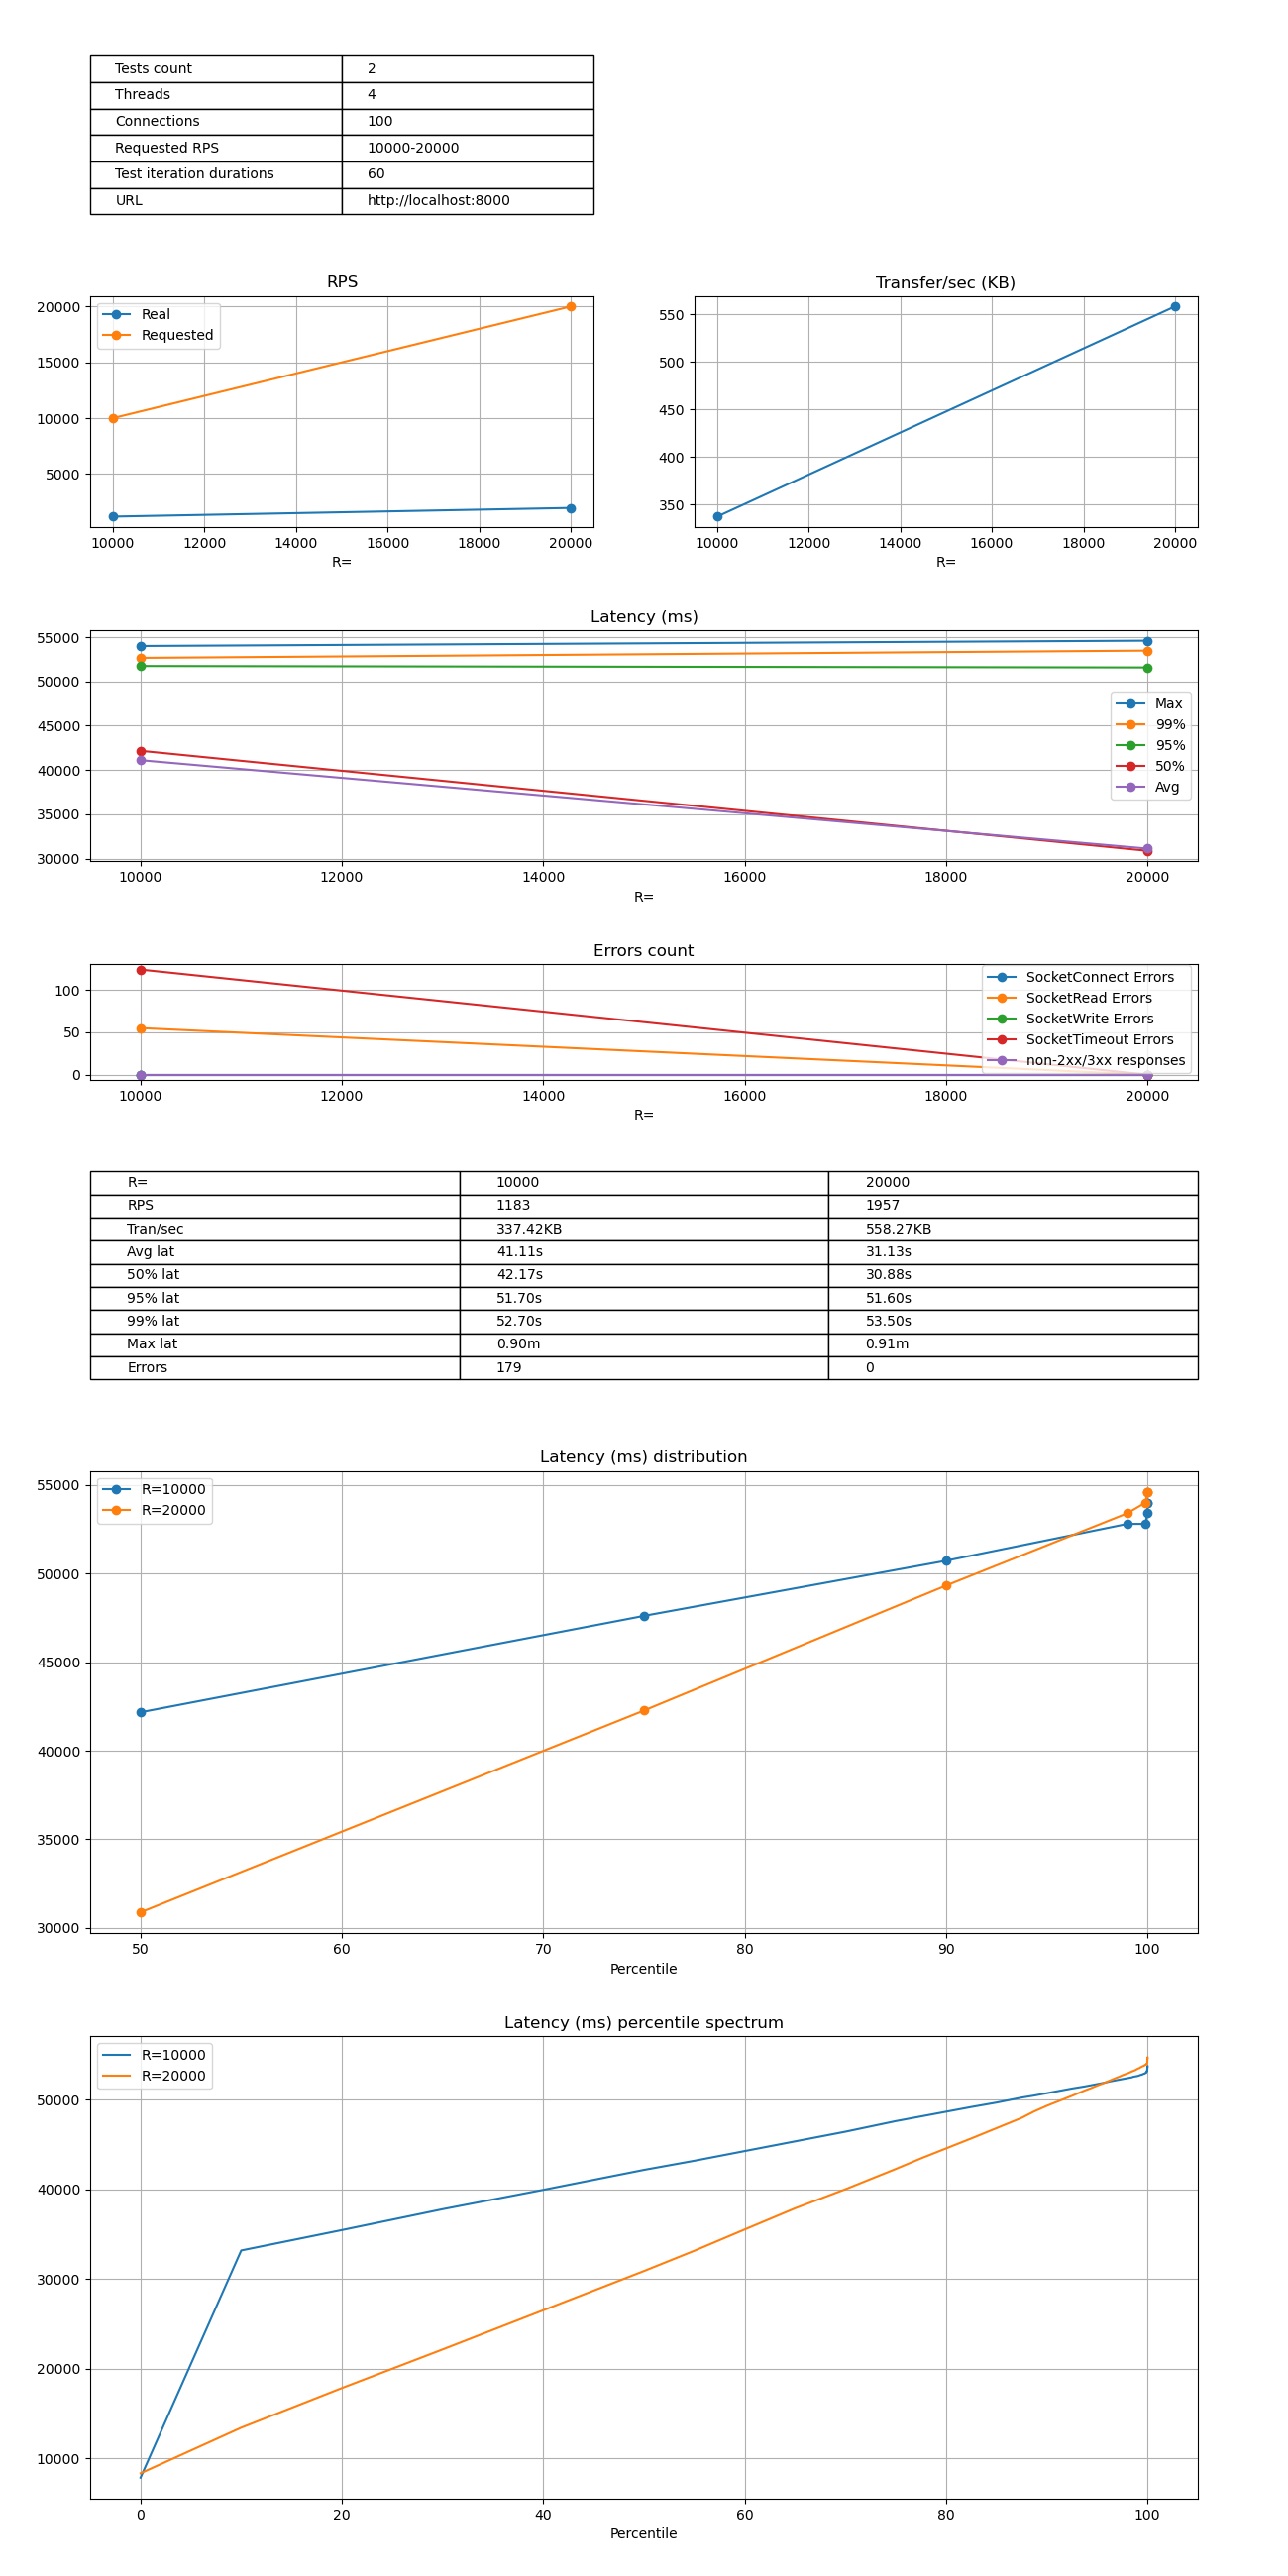 Tests count 2
Threads 4
Connections 100
Requested RPS 10000-20000
Test iteration durations 60
URL http://localhost:8000
RPS
Real
Requested
20000
15000
10000
5000
10000 12000 14000 16000 18000 20000
R=
Transfer/sec (KB)
550
500
450
400
350
10000 12000 14000 16000 18000 20000
R=
Latency (ms)
55000
50000
45000
40000
35000
30000
Max
99%
95%
50%
Avg
10000 12000 14000 16000 18000 20000
R=
Errors count
100
50
0
SocketConnect Errors
SocketRead Errors
SocketWrite Errors
SocketTimeout Errors
non-2xx/3xx responses
10000 12000 14000 16000 18000 20000
R=
R= 10000 20000
RPS 1183 1957
Tran/sec 337.42KB 558.27KB
Avg lat 41.11s 31.13s
50% lat 42.17s 30.88s
95% lat 51.70s 51.60s
99% lat 52.70s 53.50s
Max lat 0.90m 0.91m
Errors 179 0
Latency (ms) distribution
R=10000
R=20000
55000
50000
45000
40000
35000
30000
50 60 70 80 90 100
Percentile
Latency (ms) percentile spectrum
R=10000
R=20000
50000
40000
30000
20000
10000
0 20 40 60 80 100
Percentile